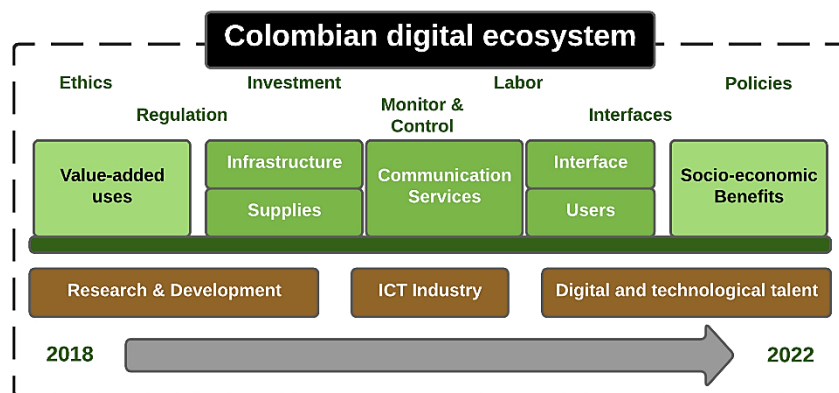 Colombian digital ecosystem
Ethics
Investment
Labor
Policies
Regulation
Monitor &
Control
Interfaces
Value-added
uses
Infrastructure
Supplies
Communication
Services
Interface
Users
Socio-economic
Benefits
Research & Development
ICT Industry
Digital and technological talent
2018
2022